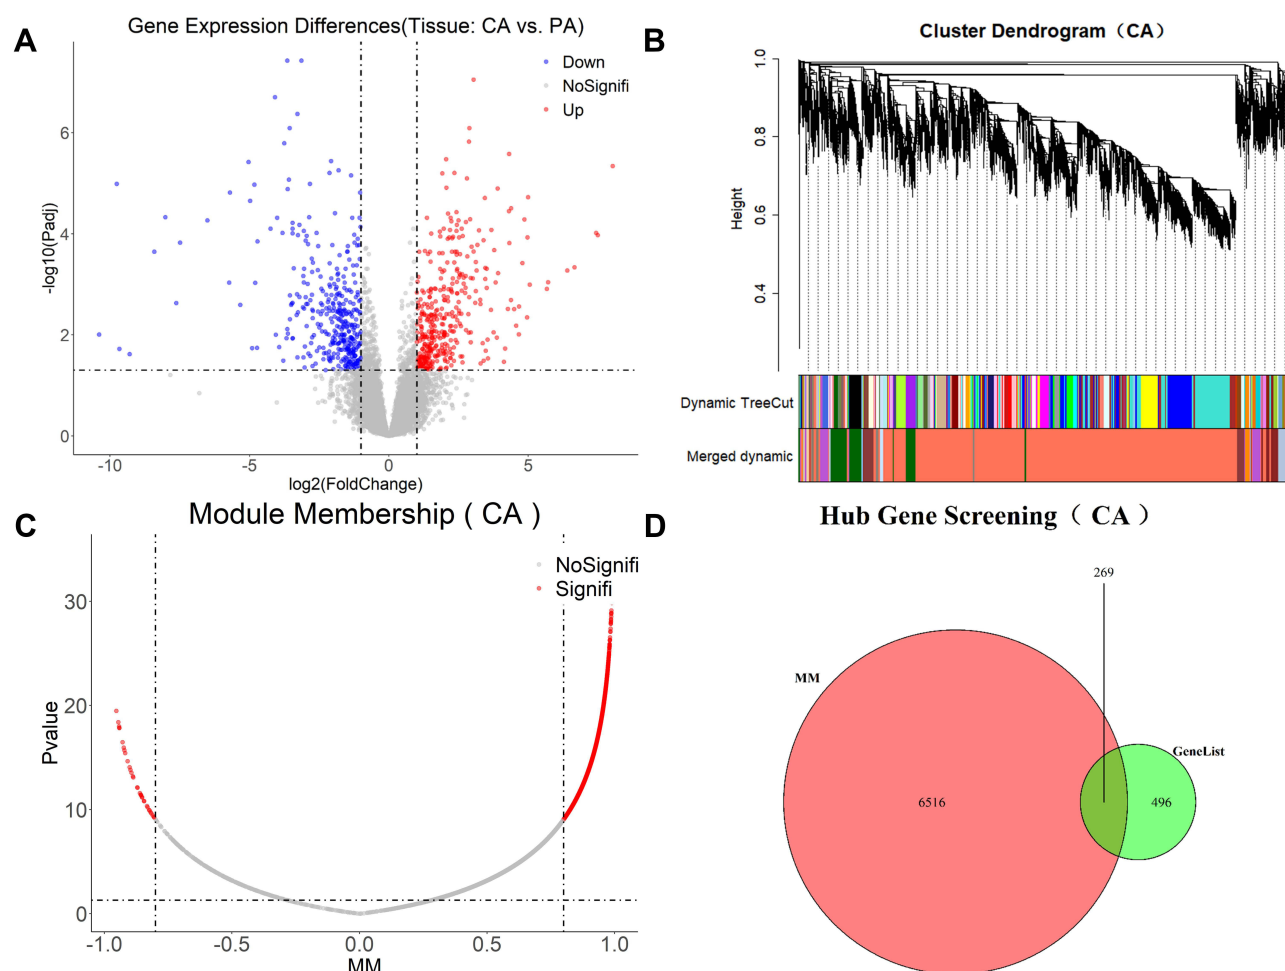 A
Gene Expression Differences(Tissue: CA vs. PA)
Down
NoSignifi
Up
-log10(Padj)
6
4
2
0
-10
-5
0
5
log2(FoldChange)
B
Cluster Dendrogram (CA)
Height
1.0
0.8
0.6
0.4
Dynamic TreeCut
Merged dynamic
C
Module Membership ( CA )
NoSignifi
Signifi
Pvalue
30
20
10
0
-1.0
-0.5
0.0
0.5
1.0
MM
D
Hub Gene Screening ( CA )
269
MM
GeneList
6516
496